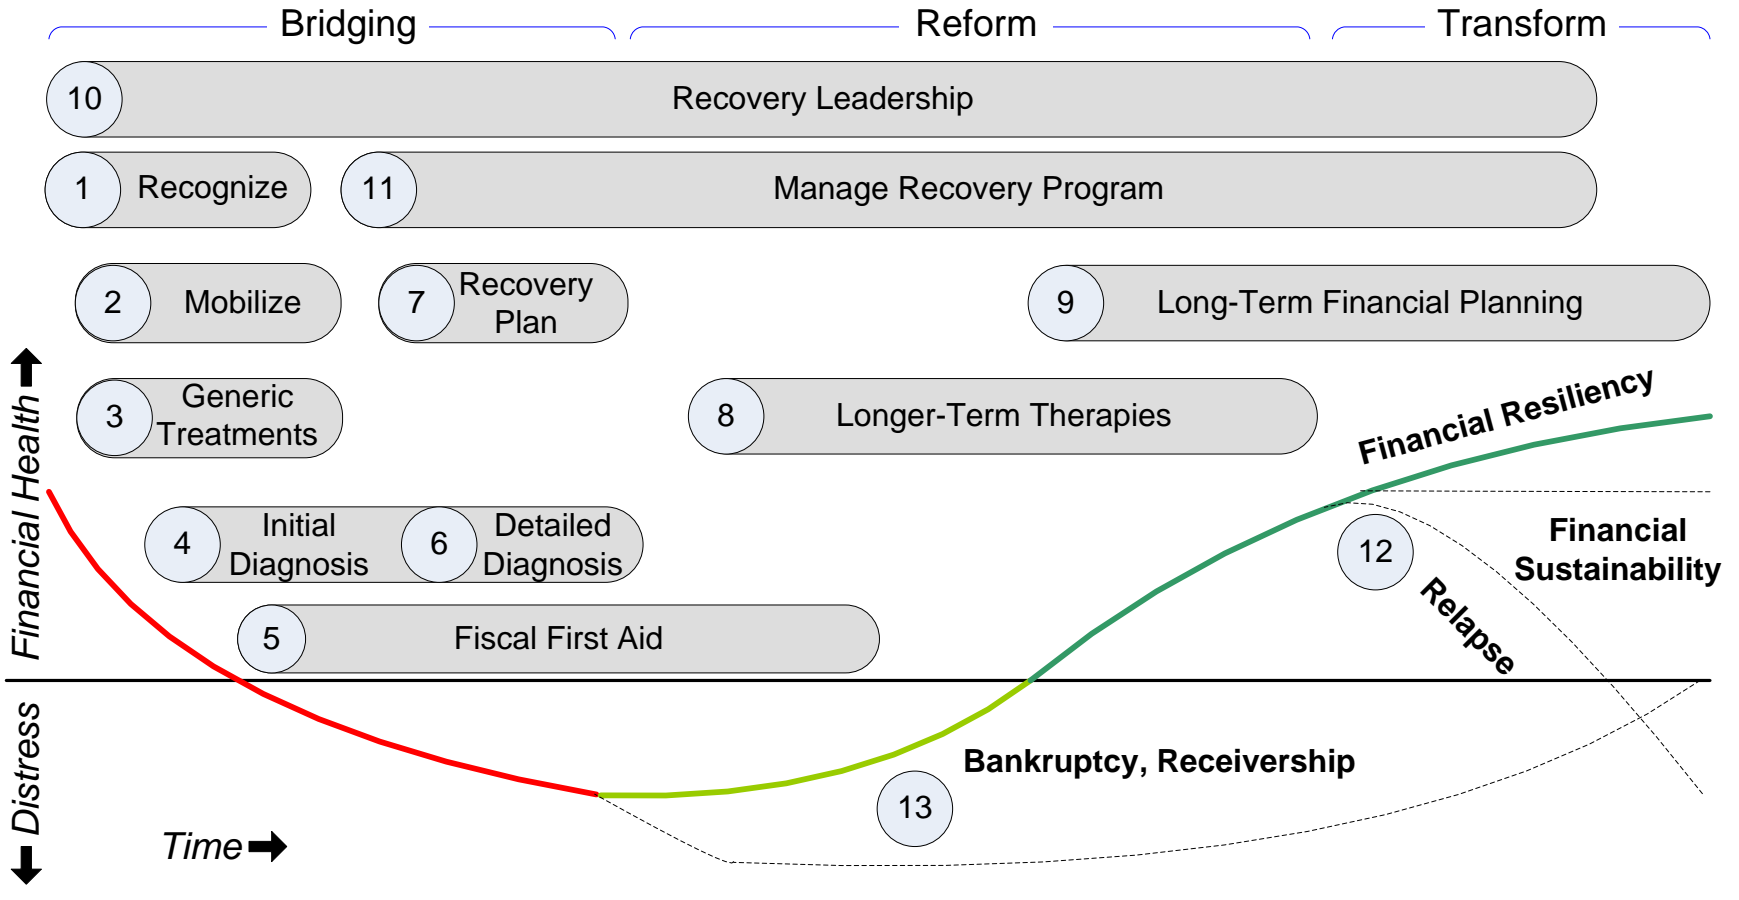 Bridging
Reform
Transform
10
Recovery Leadership
1
Recognize
11
Manage Recovery Program
2
Mobilize
7
Recovery
Plan
9
Long-Term Financial Planning
3
Generic
Treatments
8
Longer-Term Therapies
Financial Resiliency
4
Initial
Diagnosis
6
Detailed
Diagnosis
12
Financial
Sustainability
Relapse
5
Fiscal First Aid
Financial Health
Distress
Bankruptcy, Receivership
13
Time